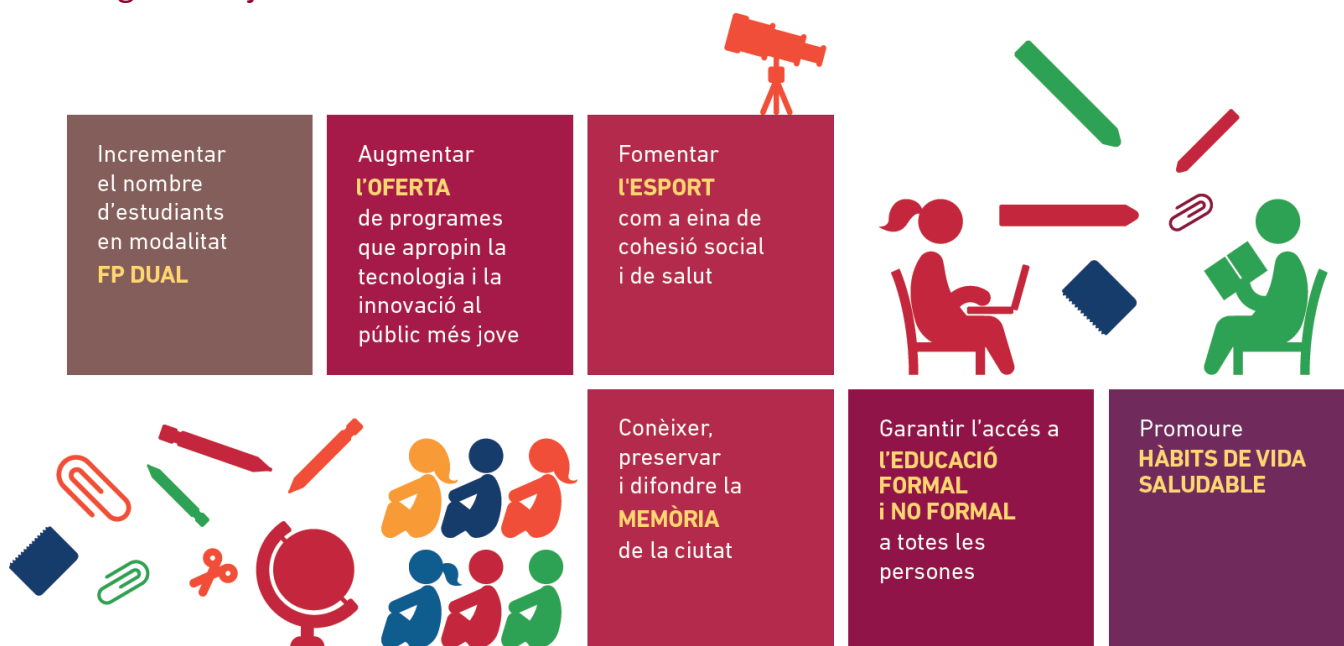 Incrementar
el nombre
d'estudiants
en modalitat
FP DUAL
Augmentar
l'OFERTA
de programes
que apropin la
tecnologia i la
innovació al
públic més jove
Fomentar
l'ESPORT
com a eina de
cohesió social
i de salut
Conèixer,
preservar
i difondre la
MEMÒRIA
de la ciutat
Garantir l'accés a
l'EDUCACIÓ
FORMAL
i NO FORMAL
a totes les
persones
Promoure
HÀBITS DE VIDA
SALUDABLE